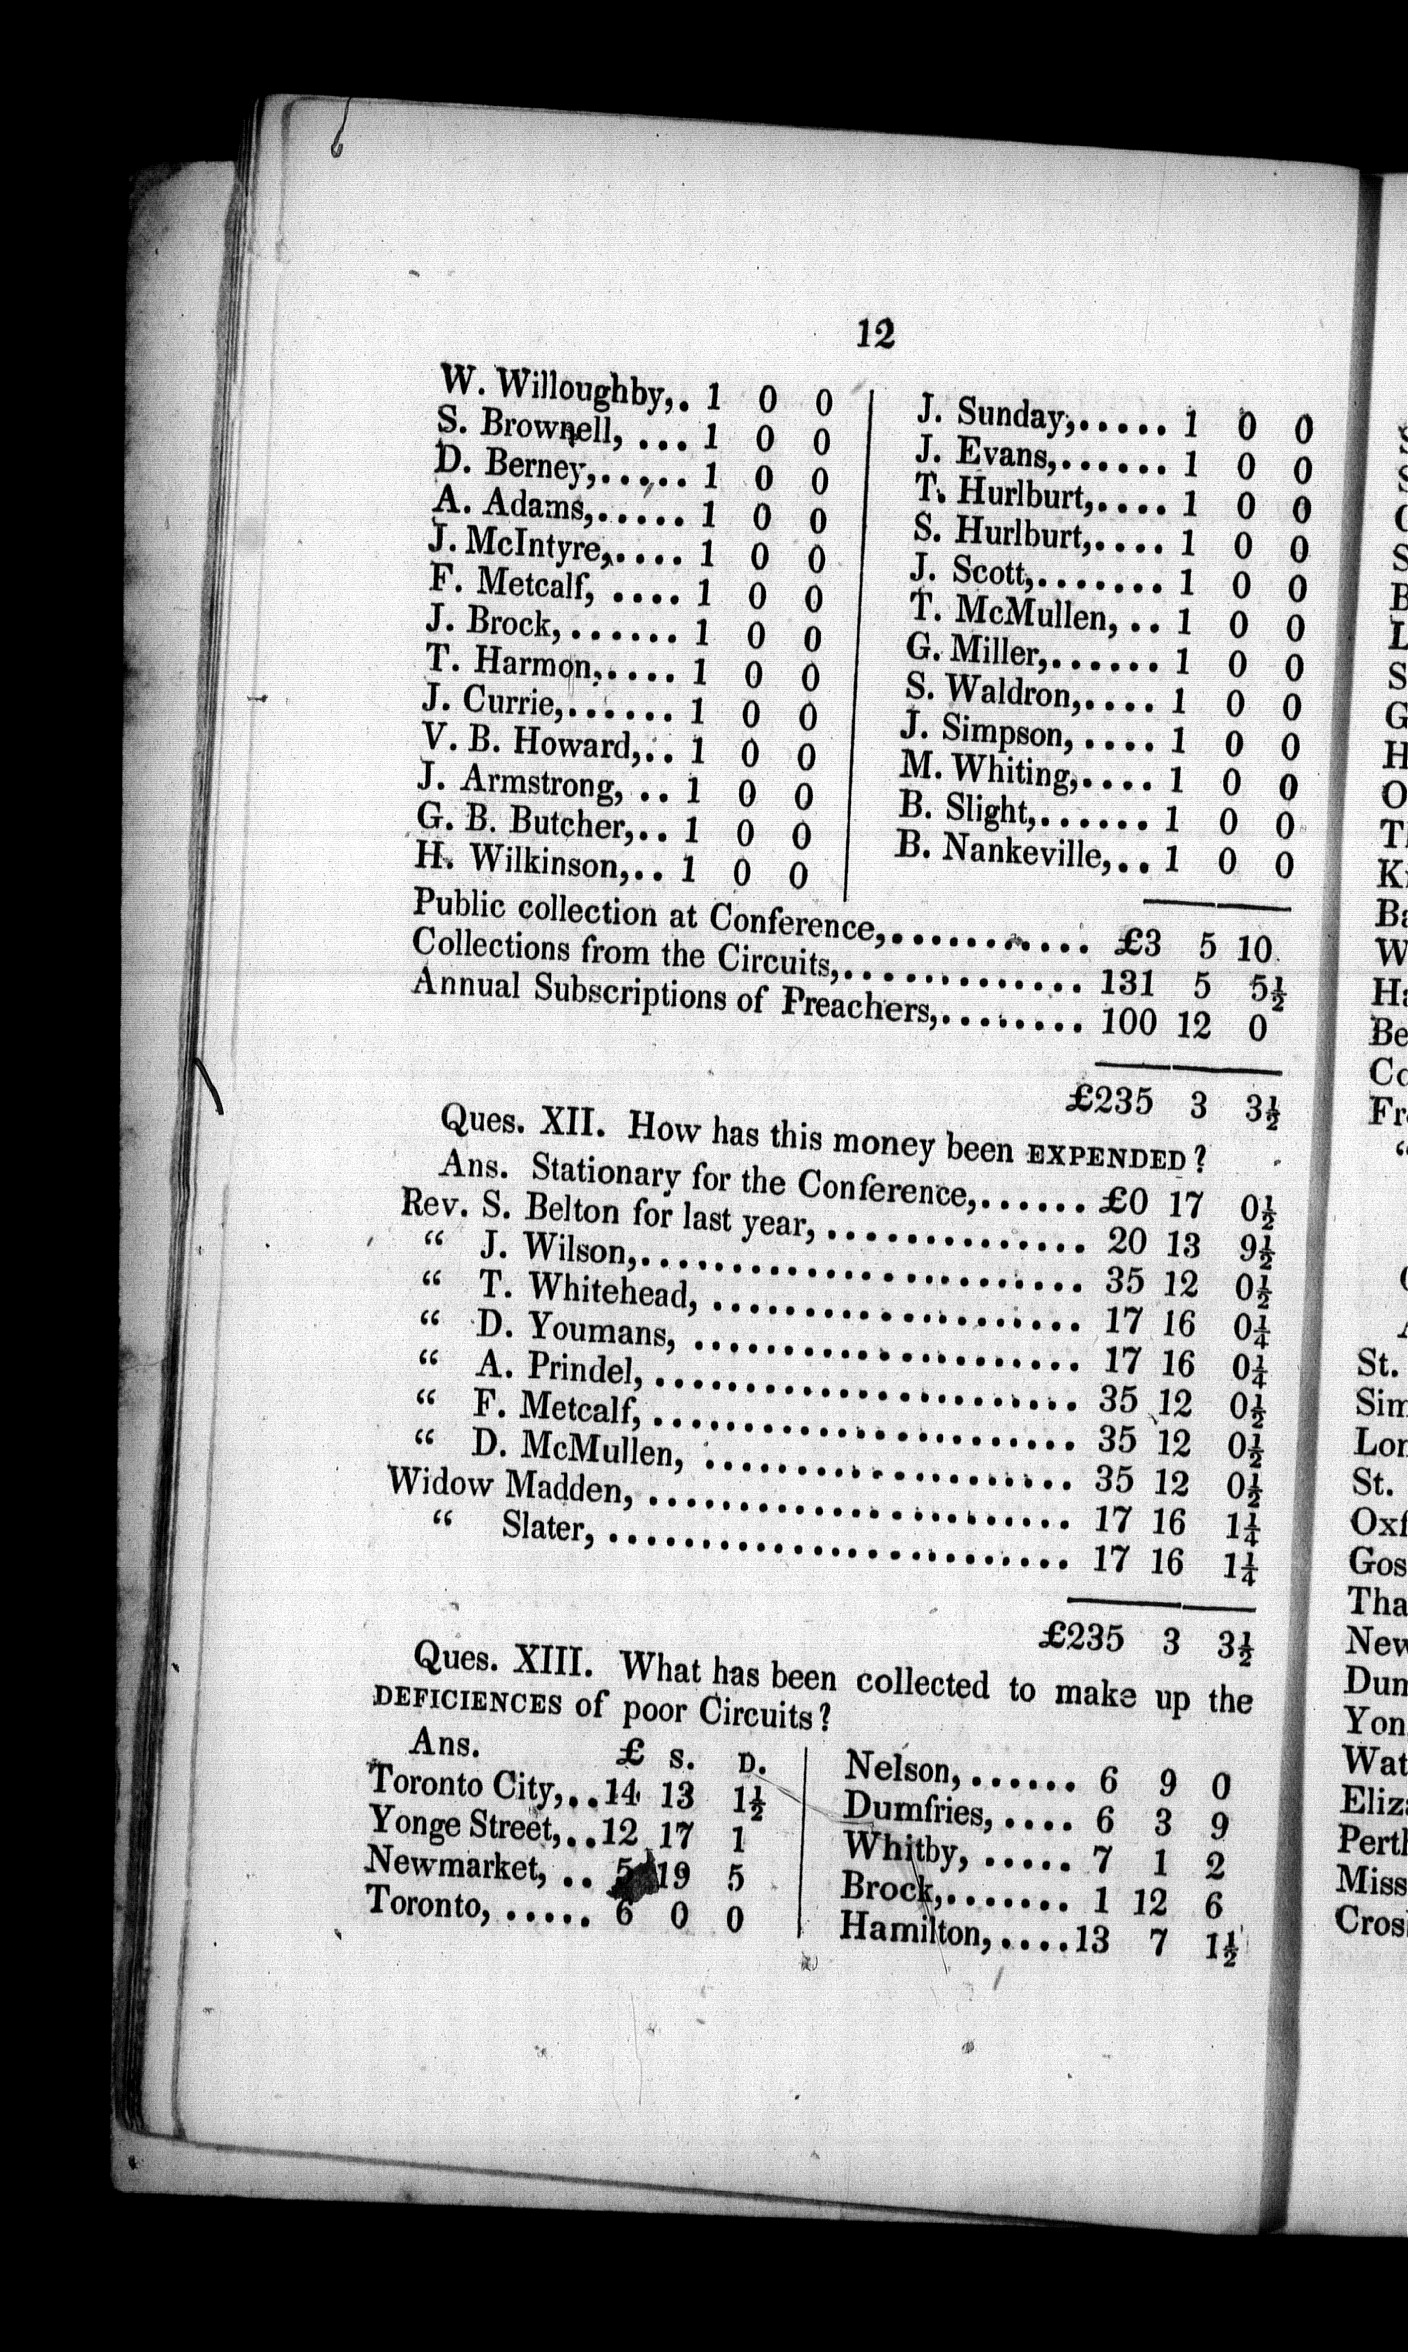 12
W. Willoughby,. 1 0 0
S. Brownell, ... 1 0 0
D. Berney,..... 1 0 0
A. Adams,..... 1 0 0
J. McIntyre,.... 1 0 0
F. Metcalf, .... 1 0 0
J. Brock,...... 1 0 0
T. Harmon,.... 1 0 0
J. Currie,...... 1 0 0
V. B. Howard,.. 1 0 0
J. Armstrong, .. 1 0 0
G. B. Butcher,.. 1 0 0
H. Wilkinson,.. 1 0 0
J. Sunday,..... 1 0 0
J. Evans,...... 1 0 0
T. Hurlburt,.... 1 0 0
S. Hurlburt,.... 1 0 0
J. Scott,....... 1 0 0
T. McMullen, .. 1 0 0
G. Miller,...... 1 0 0
S. Waldron,.... 1 0 0
J. Simpson, .... 1 0 0
M. Whiting,.... 1 0 0
B. Slight,...... 1 0 0
B. Nankeville,.. 1 0 0
Public collection at Conference,........... £3 5 10
Collections from the Circuits,............. 131 5 5½
Annual Subscriptions of Preachers,........ 100 12 0
£235 3 3½
Ques. XII. How has this money been EXPENDED?
Ans. Stationary for the Conference,...... £0 17 0½
Rev. S. Belton for last year, .............. 20 13 9½
“ J. Wilson,........................ 35 12 0½
“ T. Whitehead, .................... 17 16 0¼
“ D. Youmans, ..................... 17 16 0¼
“ A. Prindel, ....................... 35 12 0½
“ F. Metcalf, ....................... 35 12 0½
“ D. McMullen, .................... 35 12 0½
Widow Madden, ....................... 17 16 1¼
“ Slater, ......................... 17 16 1¼
£235 3 3½
Ques. XIII. What has been collected to make up the
DEFICIENCES of poor Circuits?
Ans. £ S. D.
Toronto City,..14 13 1½
Yonge Street,..12 17 1
Newmarket, .. 5 19 5
Toronto, ..... 6 0 0
Nelson,...... 6 9 0
Dumfries, .... 6 3 9
Whitby, ..... 7 1 2
Brock,....... 1 12 6
Hamilton,....13 7 1½